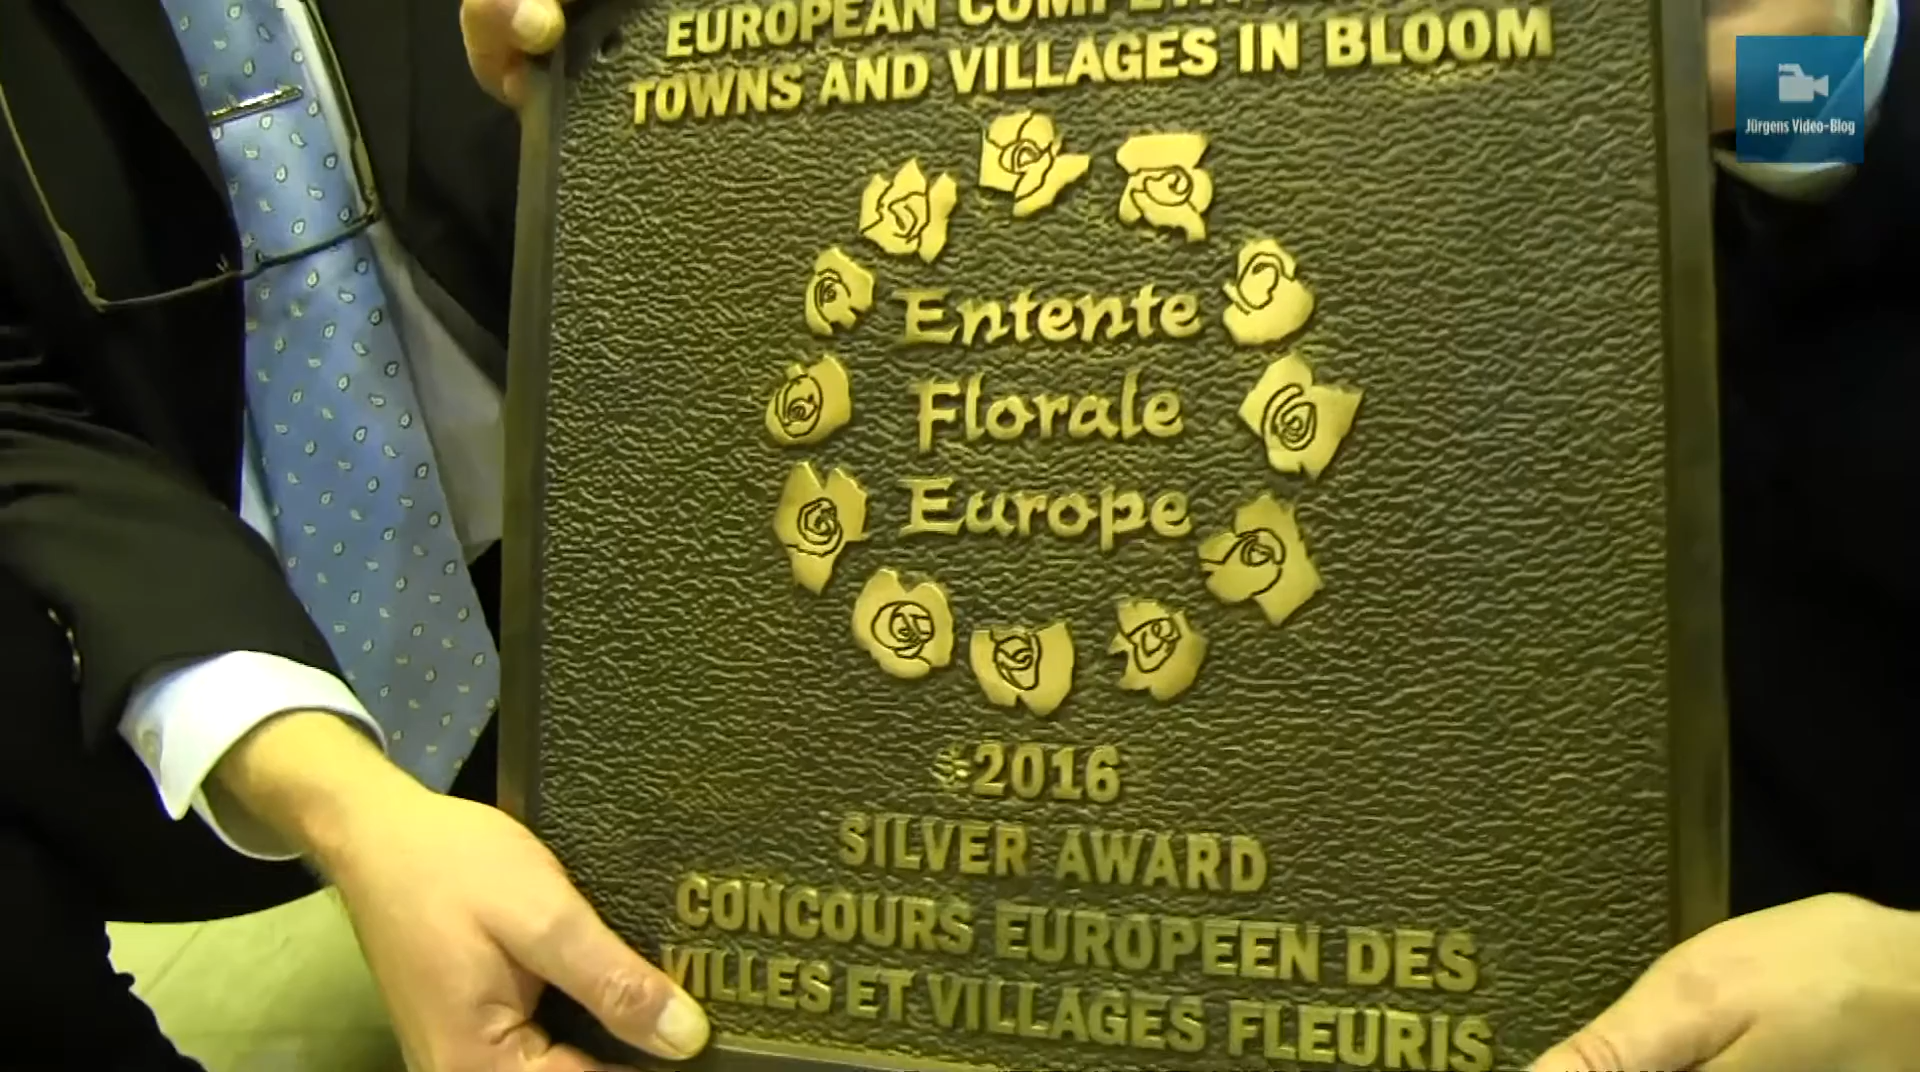 EUROPEAN
TOWNS AND VILLAGES IN BLOOM
Entente
Florale
Europe
2016
SILVER AWARD
CONCOURS EUROPEEN DES
VILLES ET VILLAGES FLEURIS
Jürgens Video-Blog